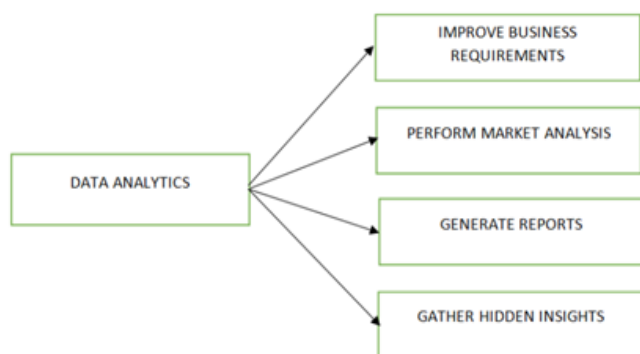 IMPROVE BUSINESS
REQUIREMENTS
PERFORM MARKET ANALYSIS
DATA ANALYTICS
GENERATE REPORTS
GATHER HIDDEN INSIGHTS